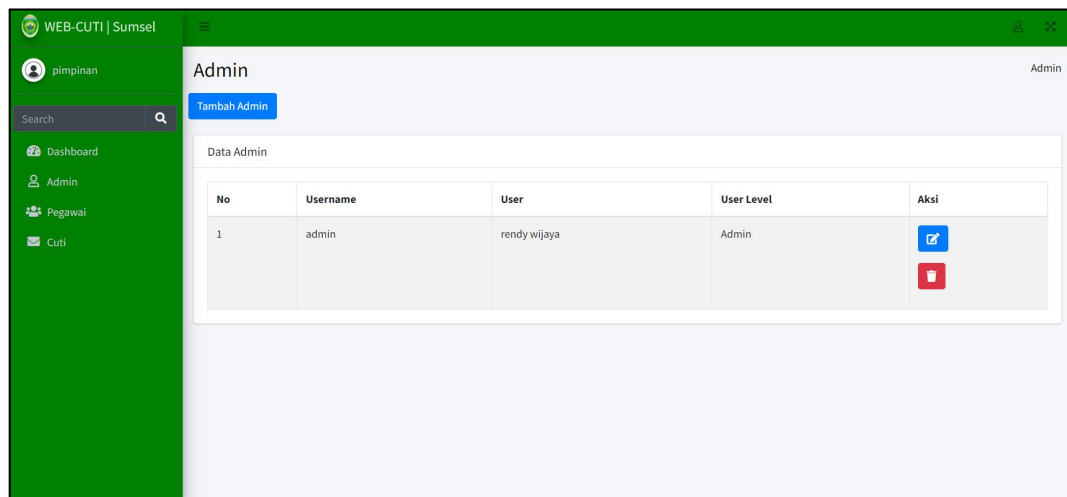 WEB-CUTI | Sumsel
pimpinan
Search
Dashboard
Admin
Pegawai
Cuti
Admin
Admin
Tambah Admin
Data Admin
No Username User User Level Aksi
1 admin rendy wijaya Admin